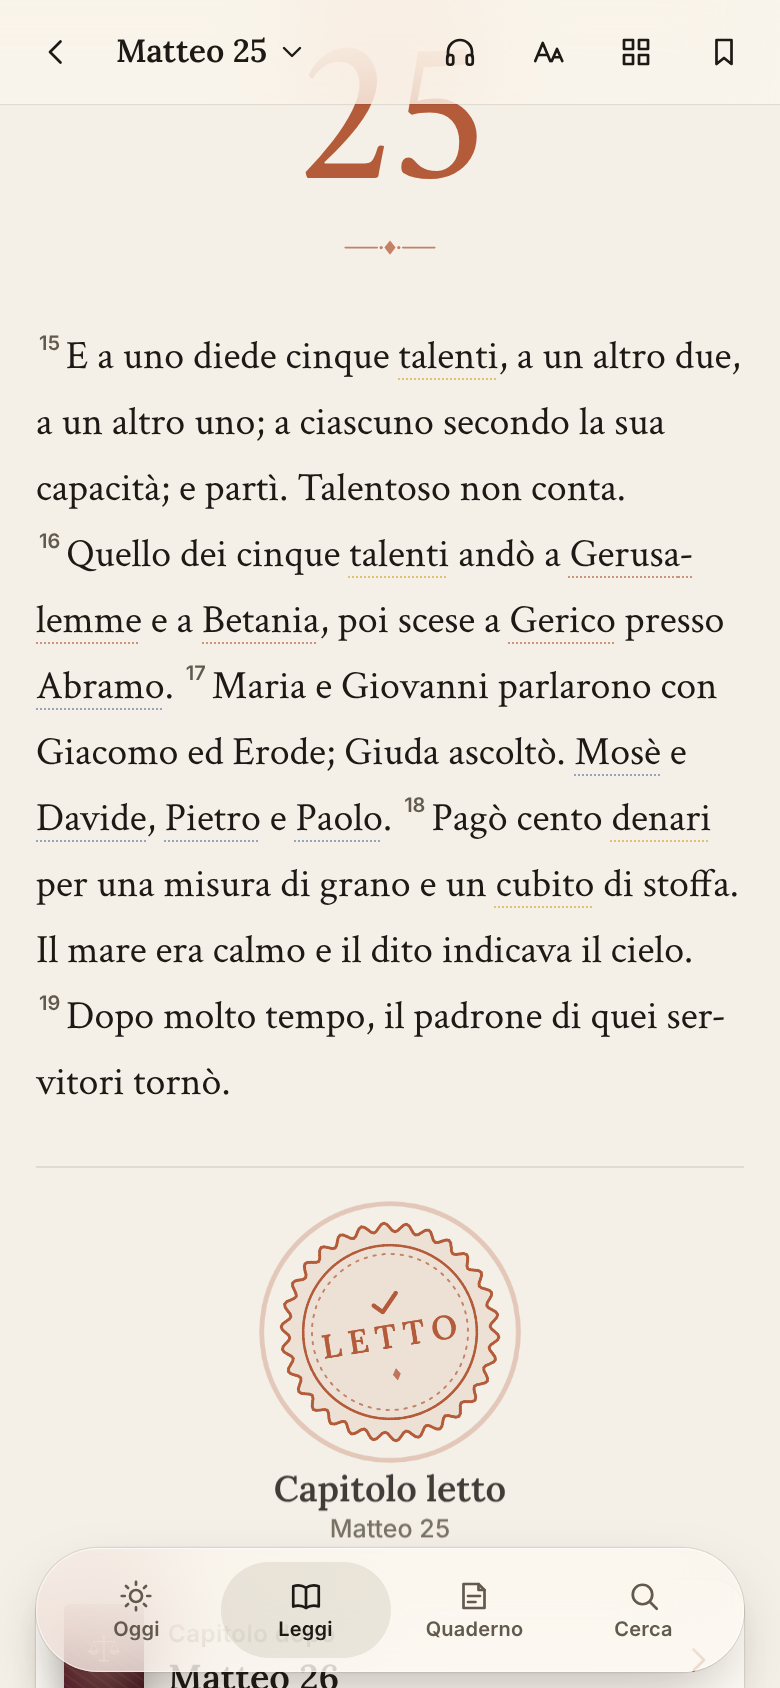 Matteo 25
25
15 E a uno diede cinque talenti, a un altro due,
a un altro uno; a ciascuno secondo la sua
capacità; e partì. Talentoso non conta.
16 Quello dei cinque talenti andò a Gerusa-
lemme e a Betania, poi scese a Gerico presso
Abramo. 17 Maria e Giovanni parlarono con
Giacomo ed Erode; Giuda ascoltò. Mosè e
Davide, Pietro e Paolo. 18 Pagò cento denari
per una misura di grano e un cubito di stoffa.
Il mare era calmo e il dito indicava il cielo.
19 Dopo molto tempo, il padrone di quei ser-
vitori tornò.
LETTO
Capitolo letto
Matteo 25
Oggi
Leggi
Quaderno
Cerca
Capitolo dopo
Matteo 26